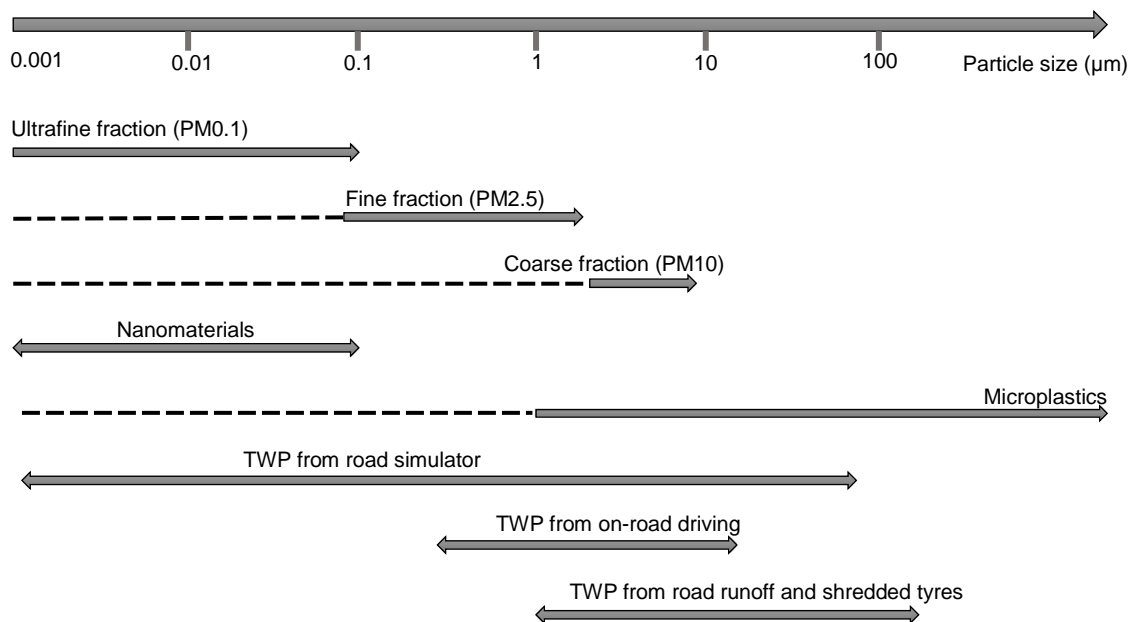 0.001 0.01 0.1 1 10 100 Particle size (µm)
Ultrafine fraction (PM0.1)
Fine fraction (PM2.5)
Coarse fraction (PM10)
Nanomaterials
Microplastics
TWP from road simulator
TWP from on-road driving
TWP from road runoff and shredded tyres